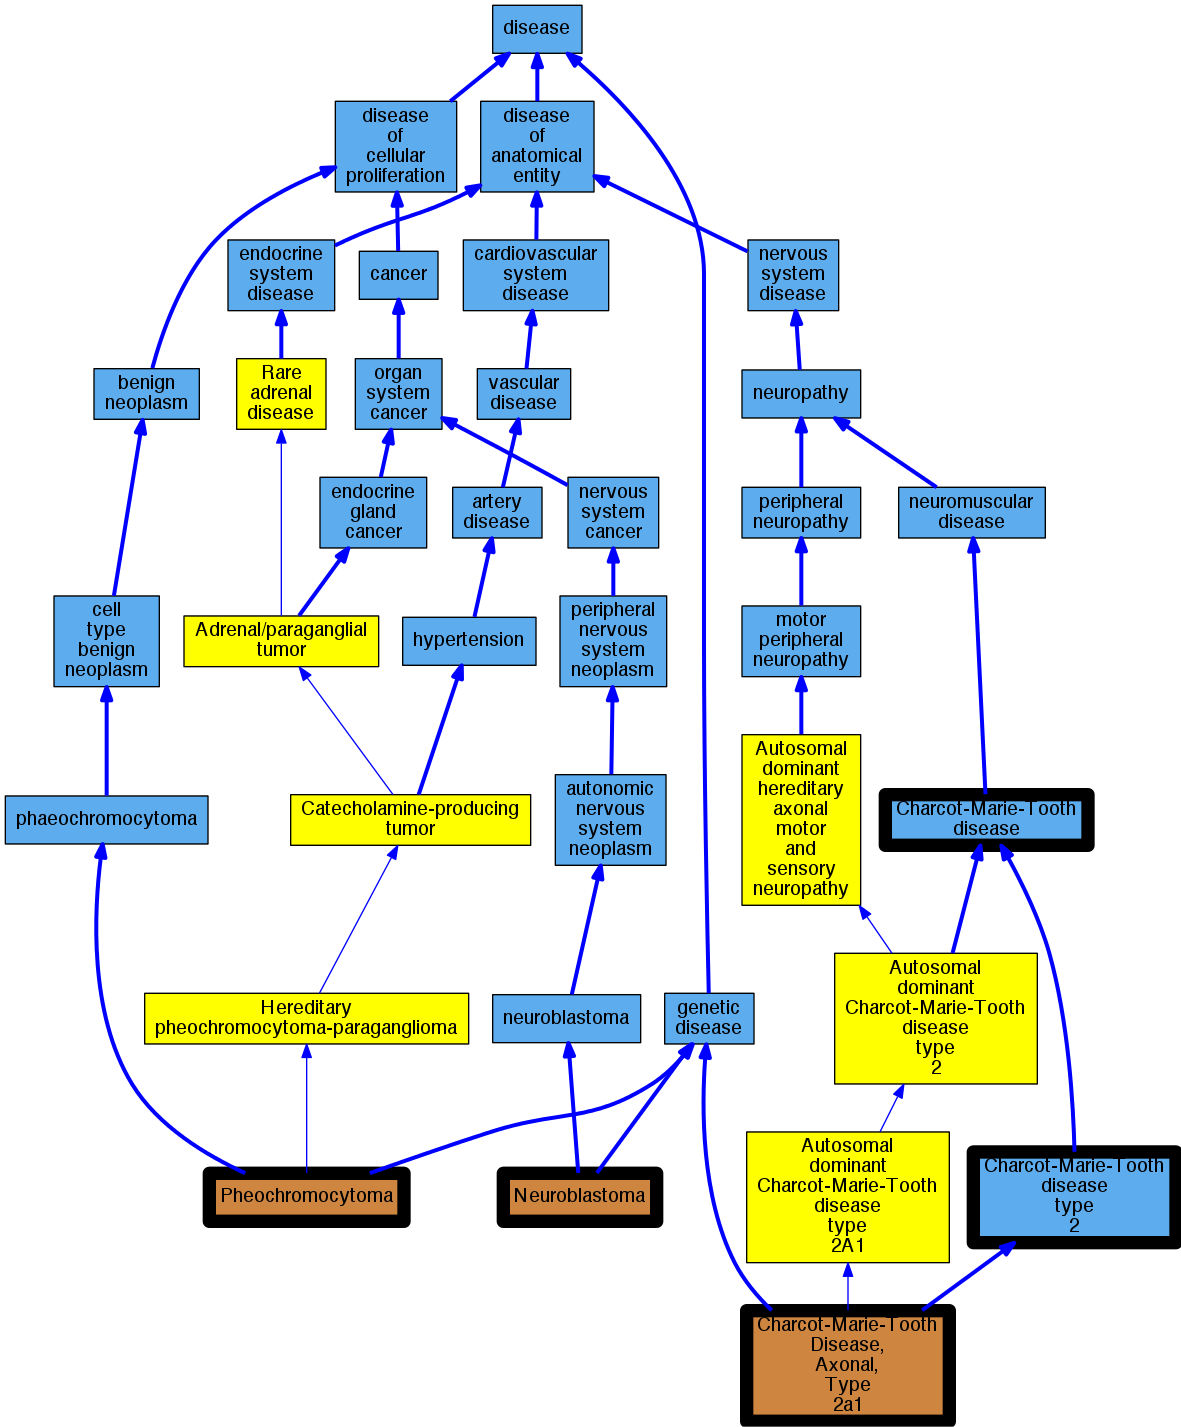 disease
disease
of
cellular
proliferation
disease
of
anatomical
entity
endocrine
system
disease
cancer
cardiovascular
system
disease
nervous
system
disease
benign
neoplasm
Rare
adrenal
disease
organ
system
cancer
vascular
disease
neuropathy
endocrine
gland
cancer
artery
disease
nervous
system
cancer
peripheral
neuropathy
neuromuscular
disease
cell
type
benign
neoplasm
Adrenal/paraganglial
tumor
hypertension
peripheral
nervous
system
neoplasm
motor
peripheral
neuropathy
phaeochromocytoma
Catecholamine-producing
tumor
autonomic
nervous
system
neoplasm
Autosomal
dominant
hereditary
axonal
motor
and
sensory
neuropathy
Charcot-Marie-Tooth
disease
Hereditary
pheochromocytoma-paraganglioma
neuroblastoma
genetic
disease
Autosomal
dominant
Charcot-Marie-Tooth
disease
type
2
Pheochromocytoma
Neuroblastoma
Autosomal
dominant
Charcot-Marie-Tooth
disease
type
2A1
Charcot-Marie-Tooth
disease
type
2
Charcot-Marie-Tooth
Disease,
Axonal,
Type
2a1